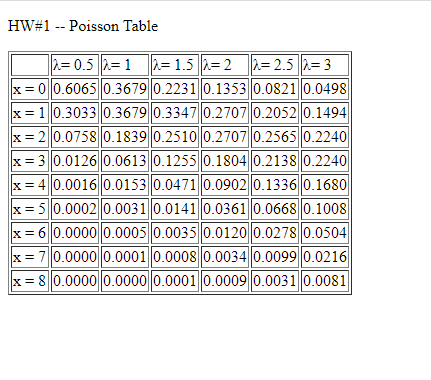 HW#1 -- Poisson Table
λ= 0.5 λ= 1 λ= 1.5 λ= 2 λ= 2.5 λ= 3
x = 0 0.6065 0.3679 0.2231 0.1353 0.0821 0.0498
x = 1 0.3033 0.3679 0.3347 0.2707 0.2052 0.1494
x = 2 0.0758 0.1839 0.2510 0.2707 0.2565 0.2240
x = 3 0.0126 0.0613 0.1255 0.1804 0.2138 0.2240
x = 4 0.0016 0.0153 0.0471 0.0902 0.1336 0.1680
x = 5 0.0002 0.0031 0.0141 0.0361 0.0668 0.1008
x = 6 0.0000 0.0005 0.0035 0.0120 0.0278 0.0504
x = 7 0.0000 0.0001 0.0008 0.0034 0.0099 0.0216
x = 8 0.0000 0.0000 0.0001 0.0009 0.0031 0.0081